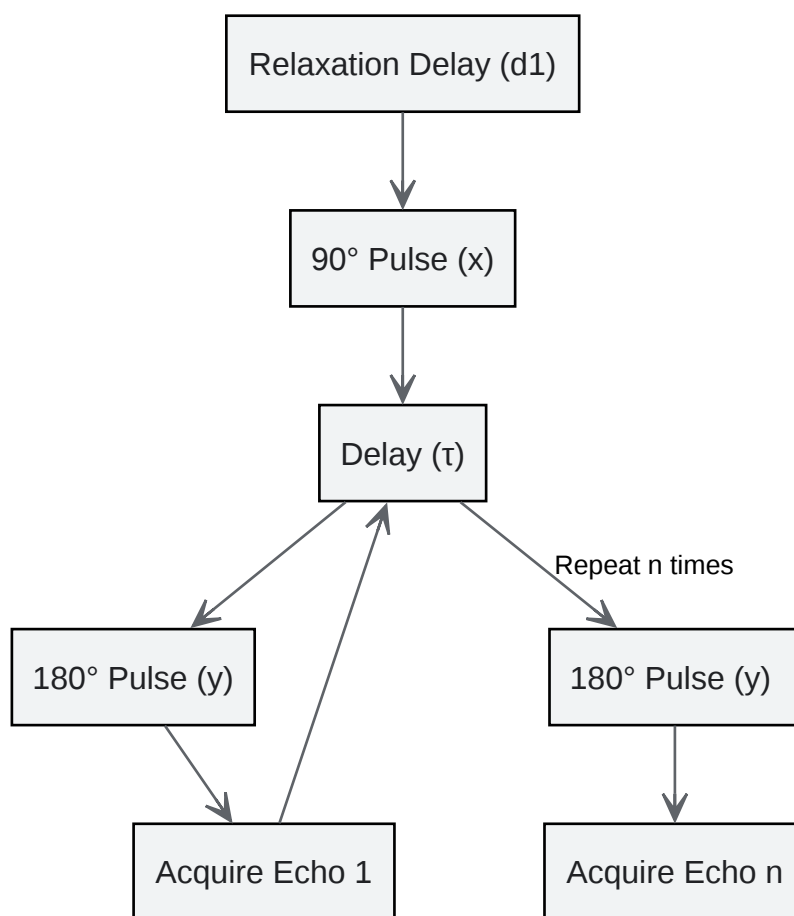 Relaxation Delay (d1)
90° Pulse (x)
Delay (τ)
Repeat n times
180° Pulse (y)
180° Pulse (y)
Acquire Echo 1
Acquire Echo n